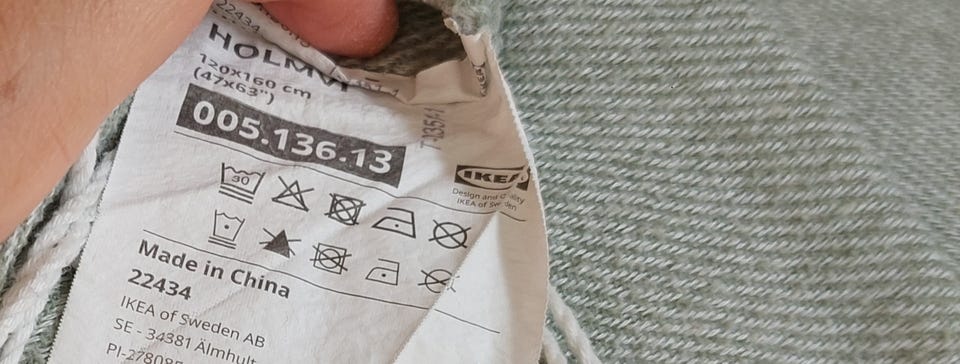 22434
HOLMVI
120x160 cm
(47x63")
005.136.13
IKEA
Design and Quality
IKEA of Sweden
30
Made in China
22434
IKEA of Sweden AB
SE - 34381 Älmhult